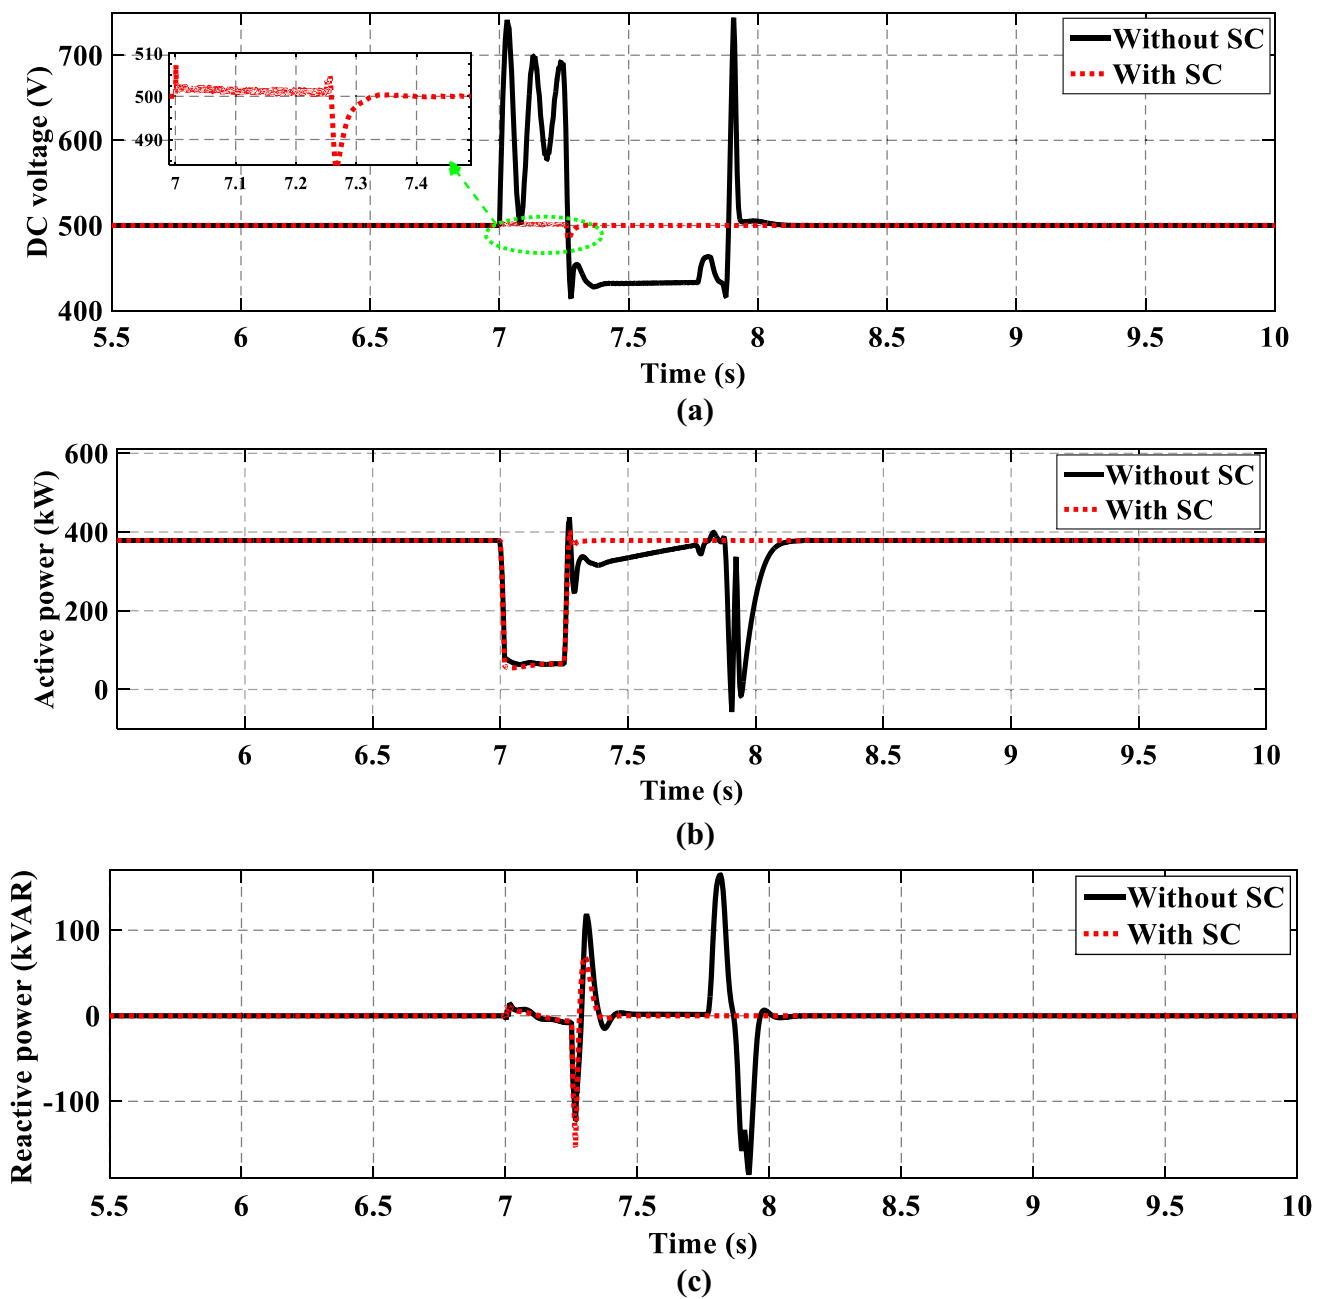 DC voltage (V)
700
600
500
400
510
500
490
7 7.1 7.2 7.3 7.4
Without SC
With SC
5.5 6 6.5 7 7.5 8 8.5 9 9.5 10
Time (s)
(a)
Active power (kW)
600
400
200
0
Without SC
With SC
6 6.5 7 7.5 8 8.5 9 9.5 10
Time (s)
(b)
Reactive power (kVAR)
100
0
-100
Without SC
With SC
5.5 6 6.5 7 7.5 8 8.5 9 9.5 10
Time (s)
(c)